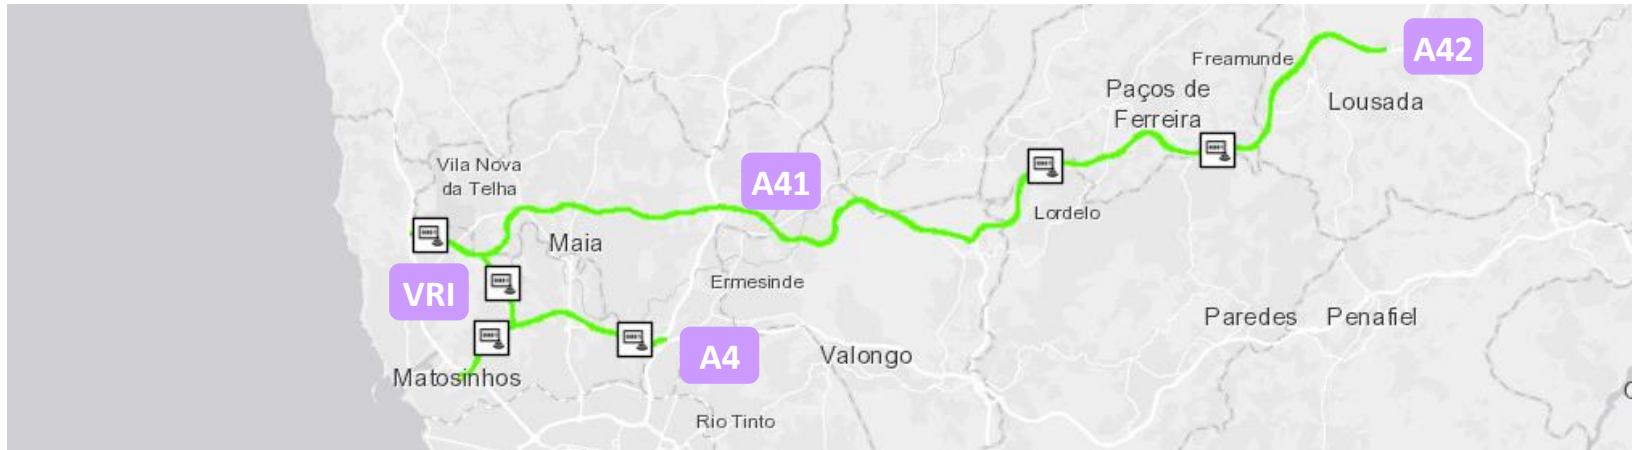 A42
Freamunde
Paços de
Ferreira
Lousada
Vila Nova
da Telha
A41
Lordelo
Maia
Ermesinde
VRI
Paredes
Penafiel
A4
Valongo
Matosinhos
Rio Tinto